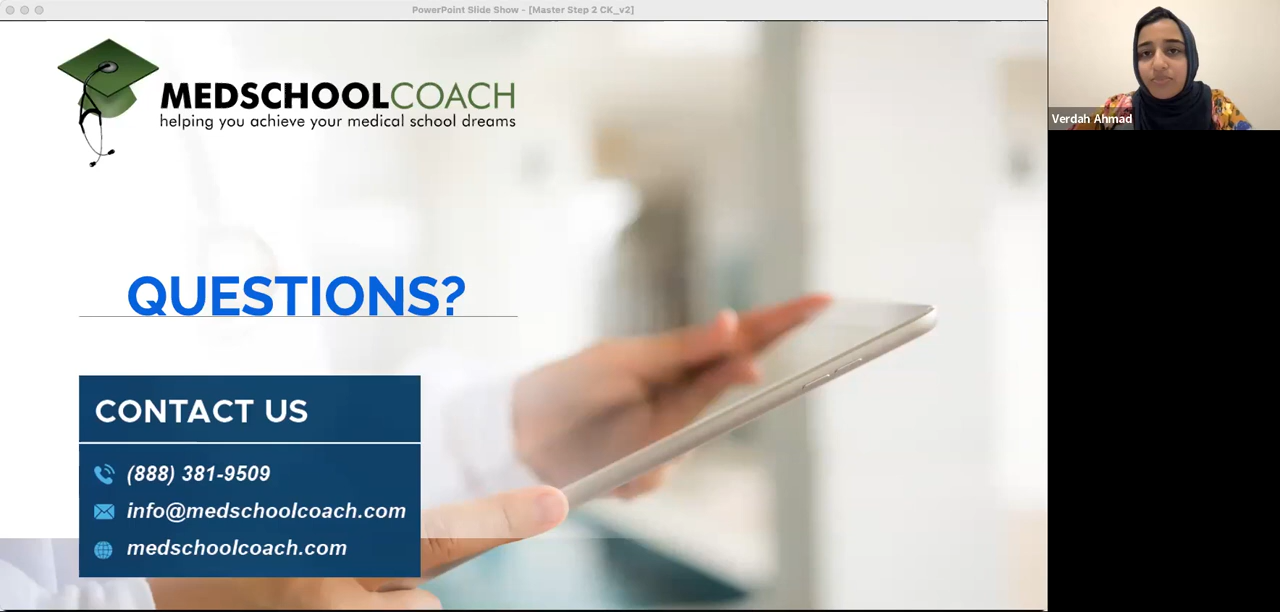 PowerPoint Slide Show - [Master Step 2 CK_v2]
MEDSCHOOLCOACH
helping you achieve your medical school dreams
Verdah Ahmad
QUESTIONS?
CONTACT US
(888) 381-9509
info@medschoolcoach.com
medschoolcoach.com